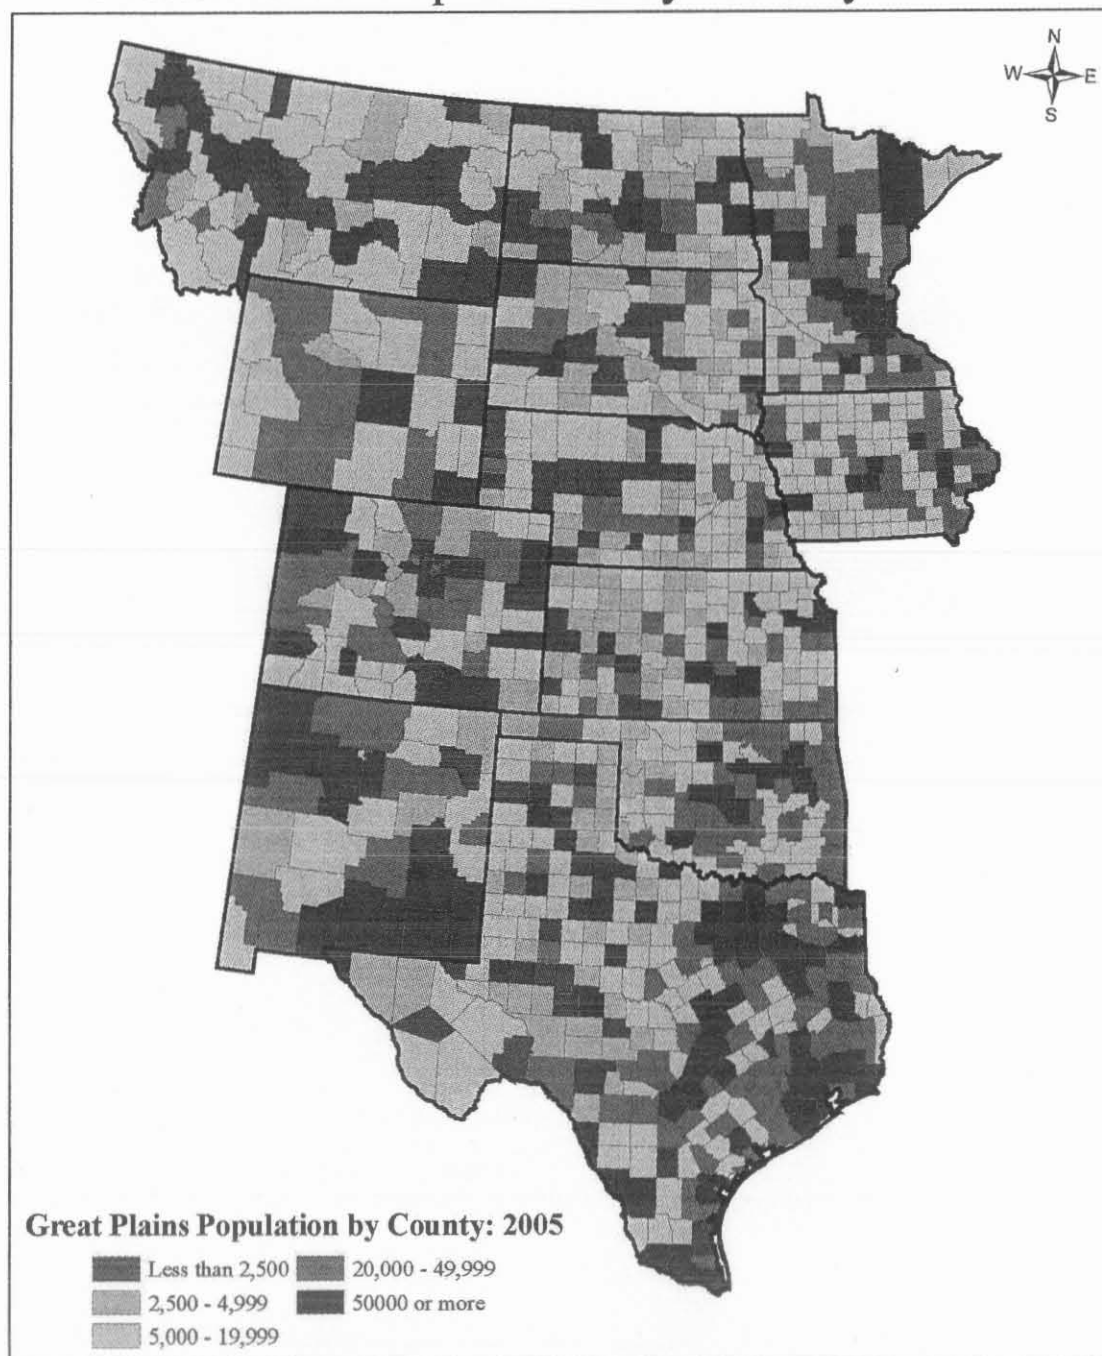 N
W E
S
Great Plains Population by County: 2005
Less than 2,500 20,000 - 49,999
2,500 - 4,999 50000 or more
5,000 - 19,999